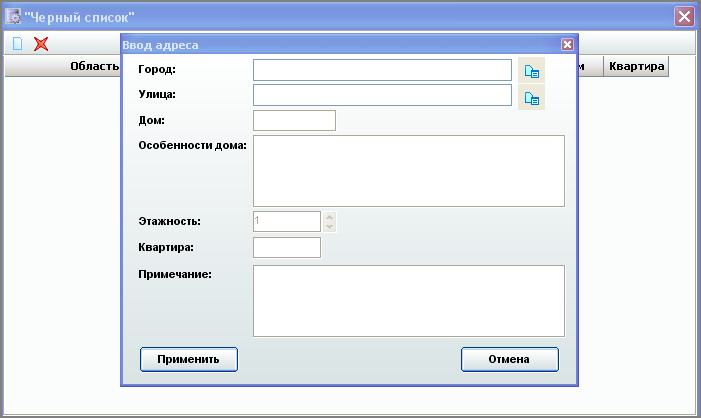 "Черный список"
Ввод адреса
Область
м Квартира
Город:
Улица:
Дом:
Особенности дома:
Этажность:
1
Квартира:
Примечание:
Применить Отмена